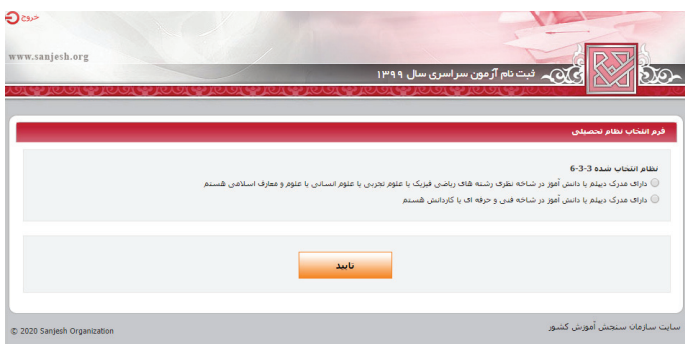 خروج
www.sanjesh.org
ثبت نام آزمون سراسری سال ۱۳۹۹
فرم انتخاب نظام تحصیلی
نظام انتخاب شده 3-3-6
دارای مدرک دیپلم یا دانش آموز در شاخه نظری رشته های ریاضی فیزیک یا علوم تجربی یا علوم انسانی یا علوم و معارف اسلامی هستم
دارای مدرک دیپلم یا دانش آموز در شاخه فنی و حرفه ای یا کاردانش هستم
تایید
سایت سازمان سنجش آموزش کشور
© 2020 Sanjesh Organization